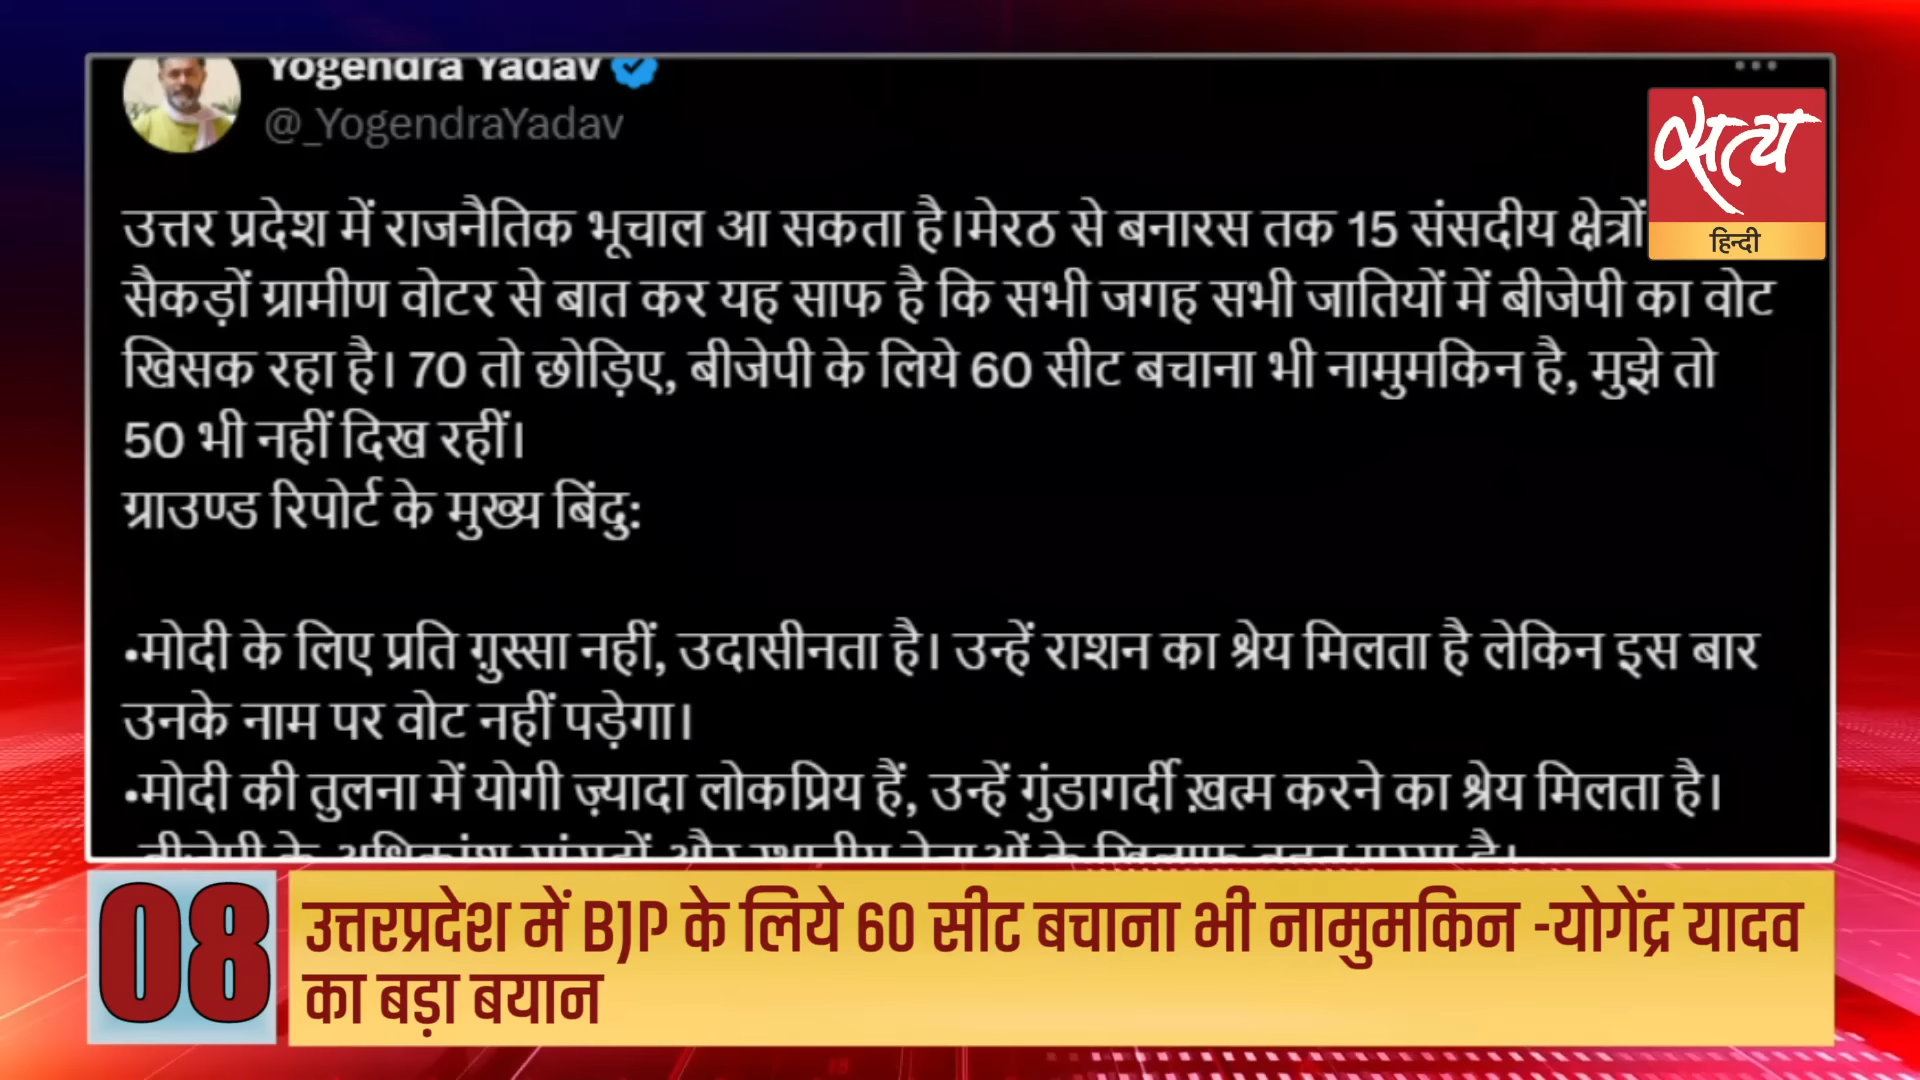 Yogendra Yadav
@_YogendraYadav
सत्य
हिन्दी
उत्तर प्रदेश में राजनैतिक भूचाल आ सकता है।मेरठ से बनारस तक 15 संसदीय क्षेत्रों
सैकड़ों ग्रामीण वोटर से बात कर यह साफ है कि सभी जगह सभी जातियों में बीजेपी का वोट
खिसक रहा है। 70 तो छोड़िए, बीजेपी के लिये 60 सीट बचाना भी नामुमकिन है, मुझे तो
50 भी नहीं दिख रहीं।
ग्राउण्ड रिपोर्ट के मुख्य बिंदु:
•मोदी के लिए प्रति ग़ुस्सा नहीं, उदासीनता है। उन्हें राशन का श्रेय मिलता है लेकिन इस बार
उनके नाम पर वोट नहीं पड़ेगा।
•मोदी की तुलना में योगी ज़्यादा लोकप्रिय हैं, उन्हें गुंडागर्दी ख़त्म करने का श्रेय मिलता है।
08
उत्तरप्रदेश में BJP के लिये 60 सीट बचाना भी नामुमकिन -योगेंद्र यादव
का बड़ा बयान